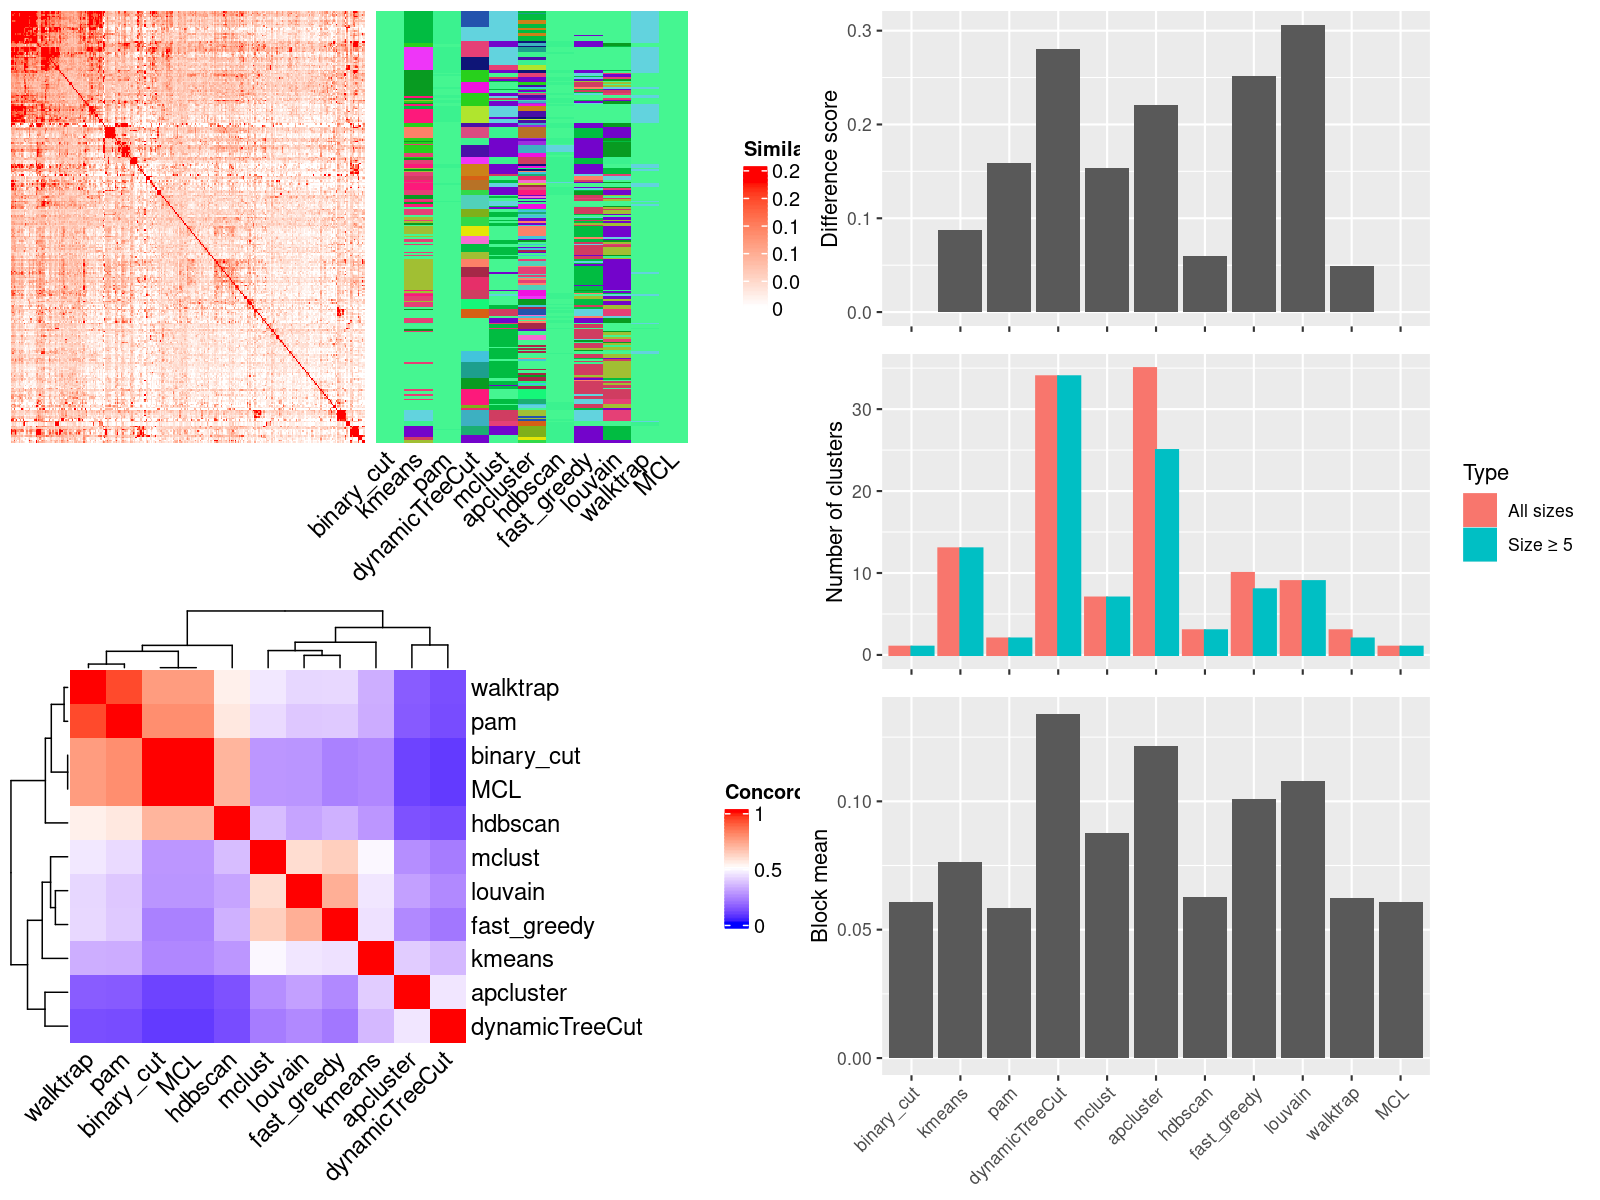 Simila
0.2
0.2
0.1
0.1
0.0
0
binary_cut
kmeans
pam
dynamicTreeCut
mclust
apcluster
hdbscan
fast_greedy
louvain
walktrap
MCL
walktrap
pam
binary_cut
MCL
hdbscan
mclust
louvain
fast_greedy
kmeans
apcluster
dynamicTreeCut
walktrap
pam
binary_cut
MCL
hdbscan
mclust
louvain
fast_greedy
kmeans
apcluster
dynamicTreeCut
Concord
1
0.5
0
Difference score
0.3
0.2
0.1
0.0
Number of clusters
30
20
10
0
Type
All sizes
Size ≥ 5
Block mean
0.10
0.05
0.00
binary_cut
kmeans
pam
dynamicTreeCut
mclust
apcluster
hdbscan
fast_greedy
louvain
walktrap
MCL